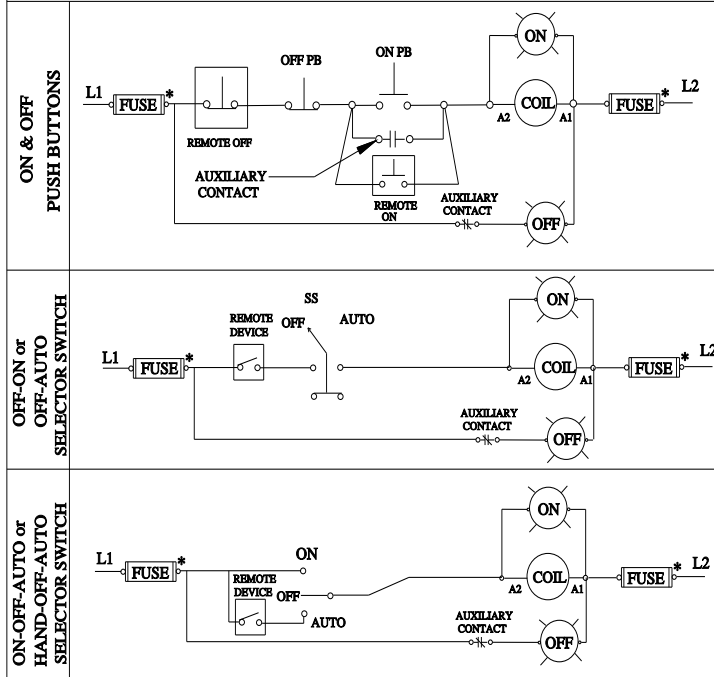 ON & OFF
PUSH BUTTONS
L1
FUSE
*
REMOTE OFF
OFF PB
ON PB
AUXILIARY
CONTACT
REMOTE
ON
AUXILIARY
CONTACT
ON
COIL
A2
A1
OFF
FUSE
*
L2
OFF-ON or
OFF-AUTO
SELECTOR SWITCH
L1
FUSE
*
REMOTE
DEVICE
SS
OFF
AUTO
AUXILIARY
CONTACT
ON
COIL
A2
A1
OFF
FUSE
*
L2
ON-OFF-AUTO or
HAND-OFF-AUTO
SELECTOR SWITCH
L1
FUSE
*
REMOTE
DEVICE
ON
OFF
AUTO
AUXILIARY
CONTACT
ON
COIL
A2
A1
OFF
FUSE
*
L2